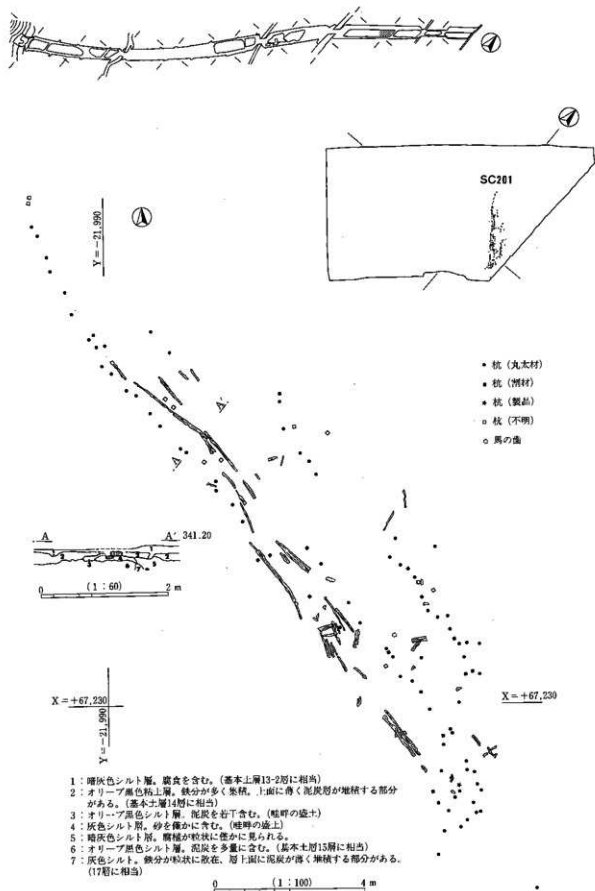 SC201
Y=-21,990
• 杭 (丸太材)
▪ 杭 (割材)
★ 杭 (製品)
□ 杭 (不明)
○ 馬の歯
A A′ 341.20
0 (1:60) 2 m
X=+67,230
X=+67,230
Y=-21,990
1:暗灰色シルト層。腐食を含む。(基本土層13-2層に相当)
2:オリーブ黒色粘土層。鉄分が多く集積。上面に薄く泥炭層が堆積する部分
がある。(基本土層14層に相当)
3:オリーブ黒色シルト層。泥炭を若干含む。(畦畔の盛土)
4:灰色シルト層。砂を僅かに含む。(畦畔の盛土)
5:暗灰色シルト層。腐植が粒状に僅かに見られる。
6:オリーブ黒色シルト層。泥炭を多量に含む。(基本土層15層に相当)
7:灰色シルト。鉄分が粒状に散在、層上面に泥炭が薄く堆積する部分がある。
(17層に相当)
0 (1:100) 4 m